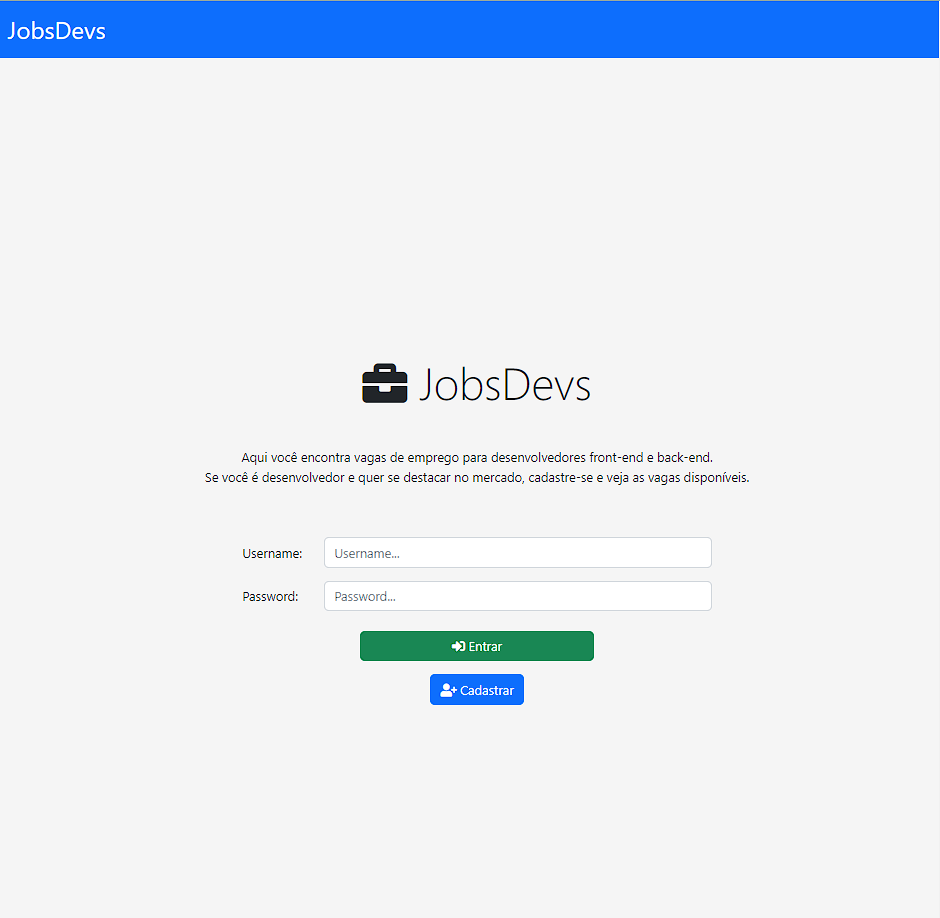 JobsDevs
JobsDevs
Aqui você encontra vagas de emprego para desenvolvedores front-end e back-end.
Se você é desenvolvedor e quer se destacar no mercado, cadastre-se e veja as vagas disponíveis.
Username: Username...
Password: Password...
Entrar
Cadastrar